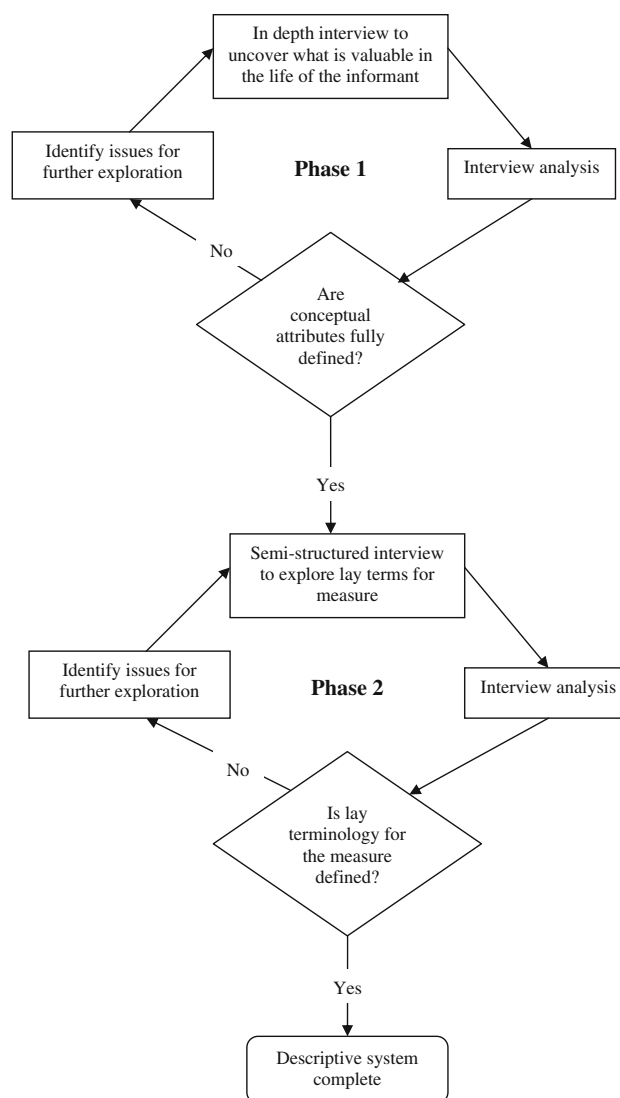 In depth interview to
uncover what is valuable in
the life of the informant
Identify issues for
further exploration
Phase 1
Interview analysis
No
Are
conceptual
attributes fully
defined?
Yes
Semi-structured interview
to explore lay terms for
measure
Identify issues for
further exploration
Phase 2
Interview analysis
No
Is lay
terminology for
the measure
defined?
Yes
Descriptive system
complete